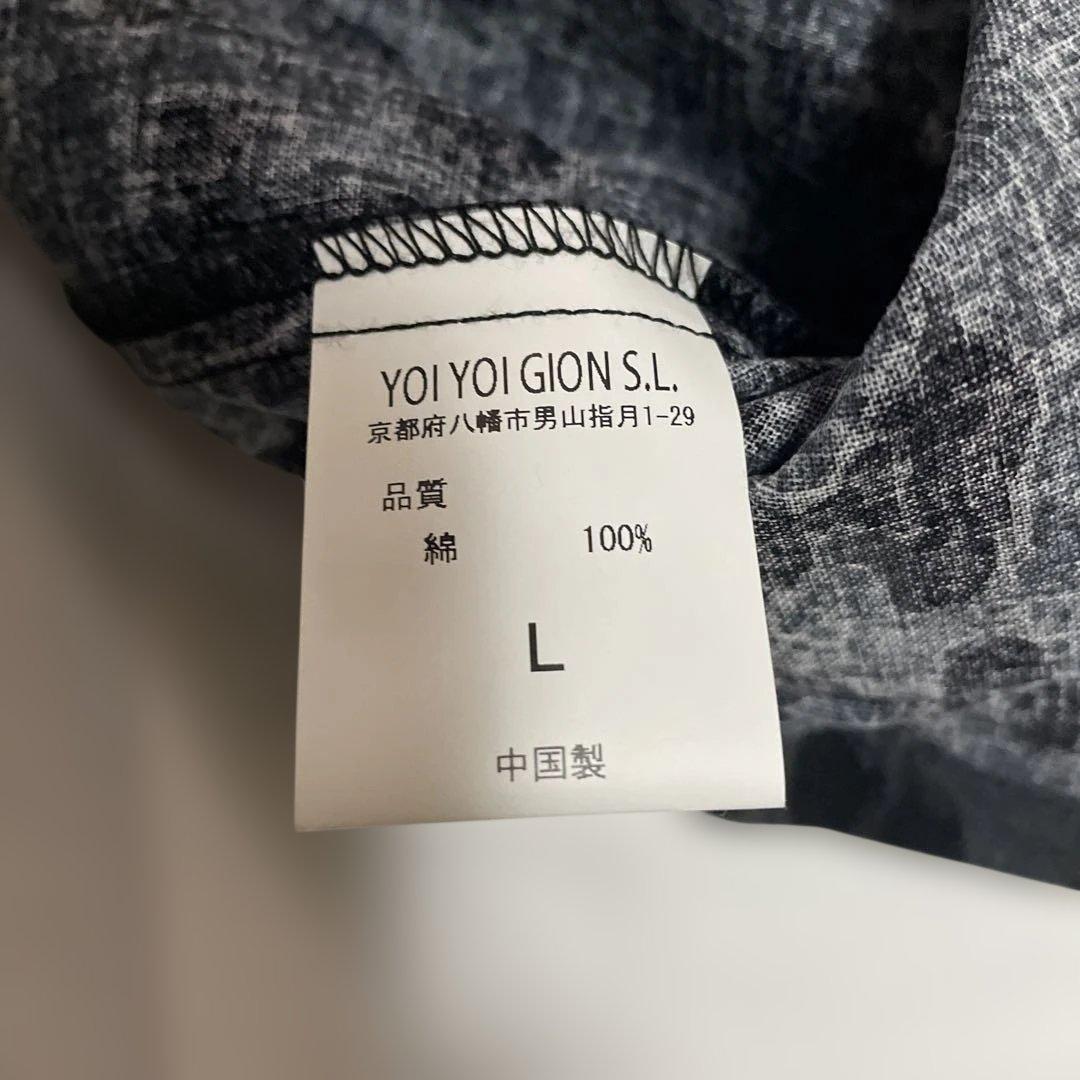 YOI YOI GION S.L.
京都府八幡市男山指月1-29
品質
綿 100%
L
中国製